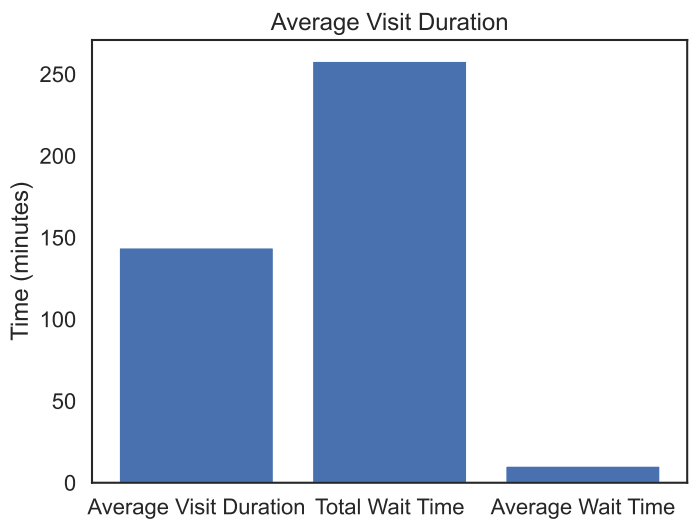 Average Visit Duration
Time (minutes)
250
200
150
100
50
0
Average Visit Duration Total Wait Time Average Wait Time